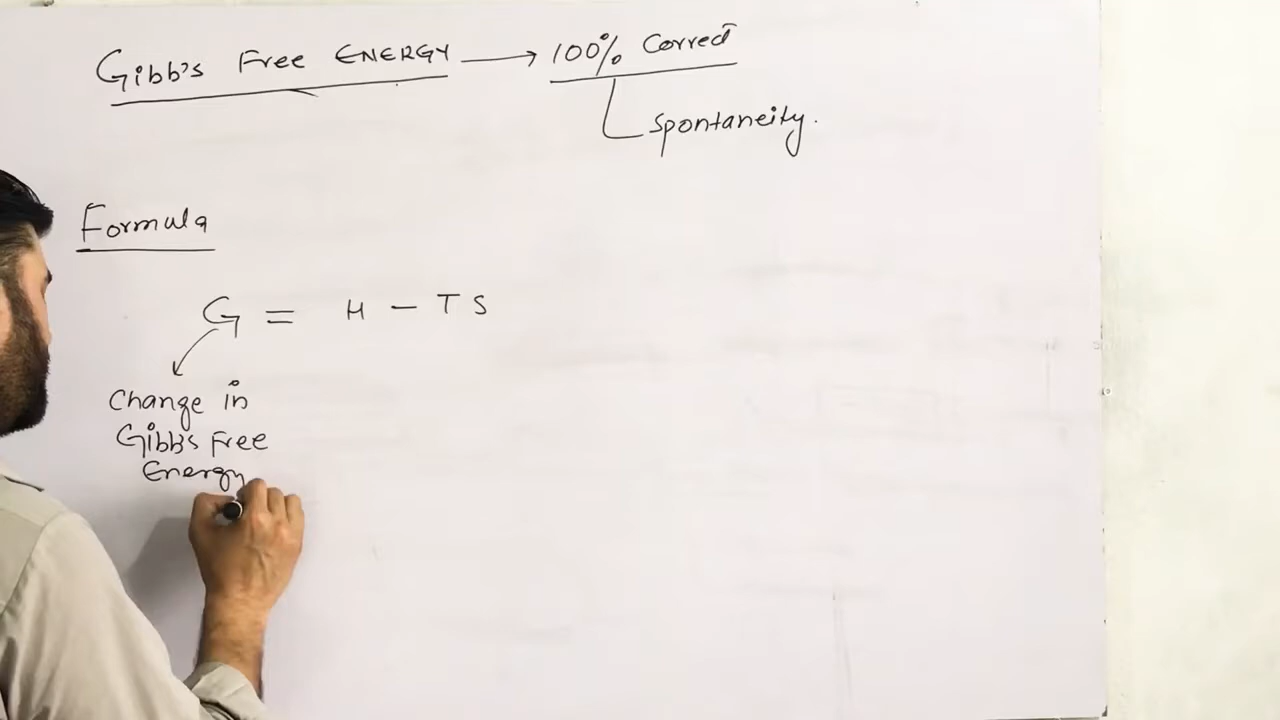 Gibb's Free ENERGY → 100% Correct
Spontaneity.
Formula
G = H - T S
Change in
Gibb's Free
Energy